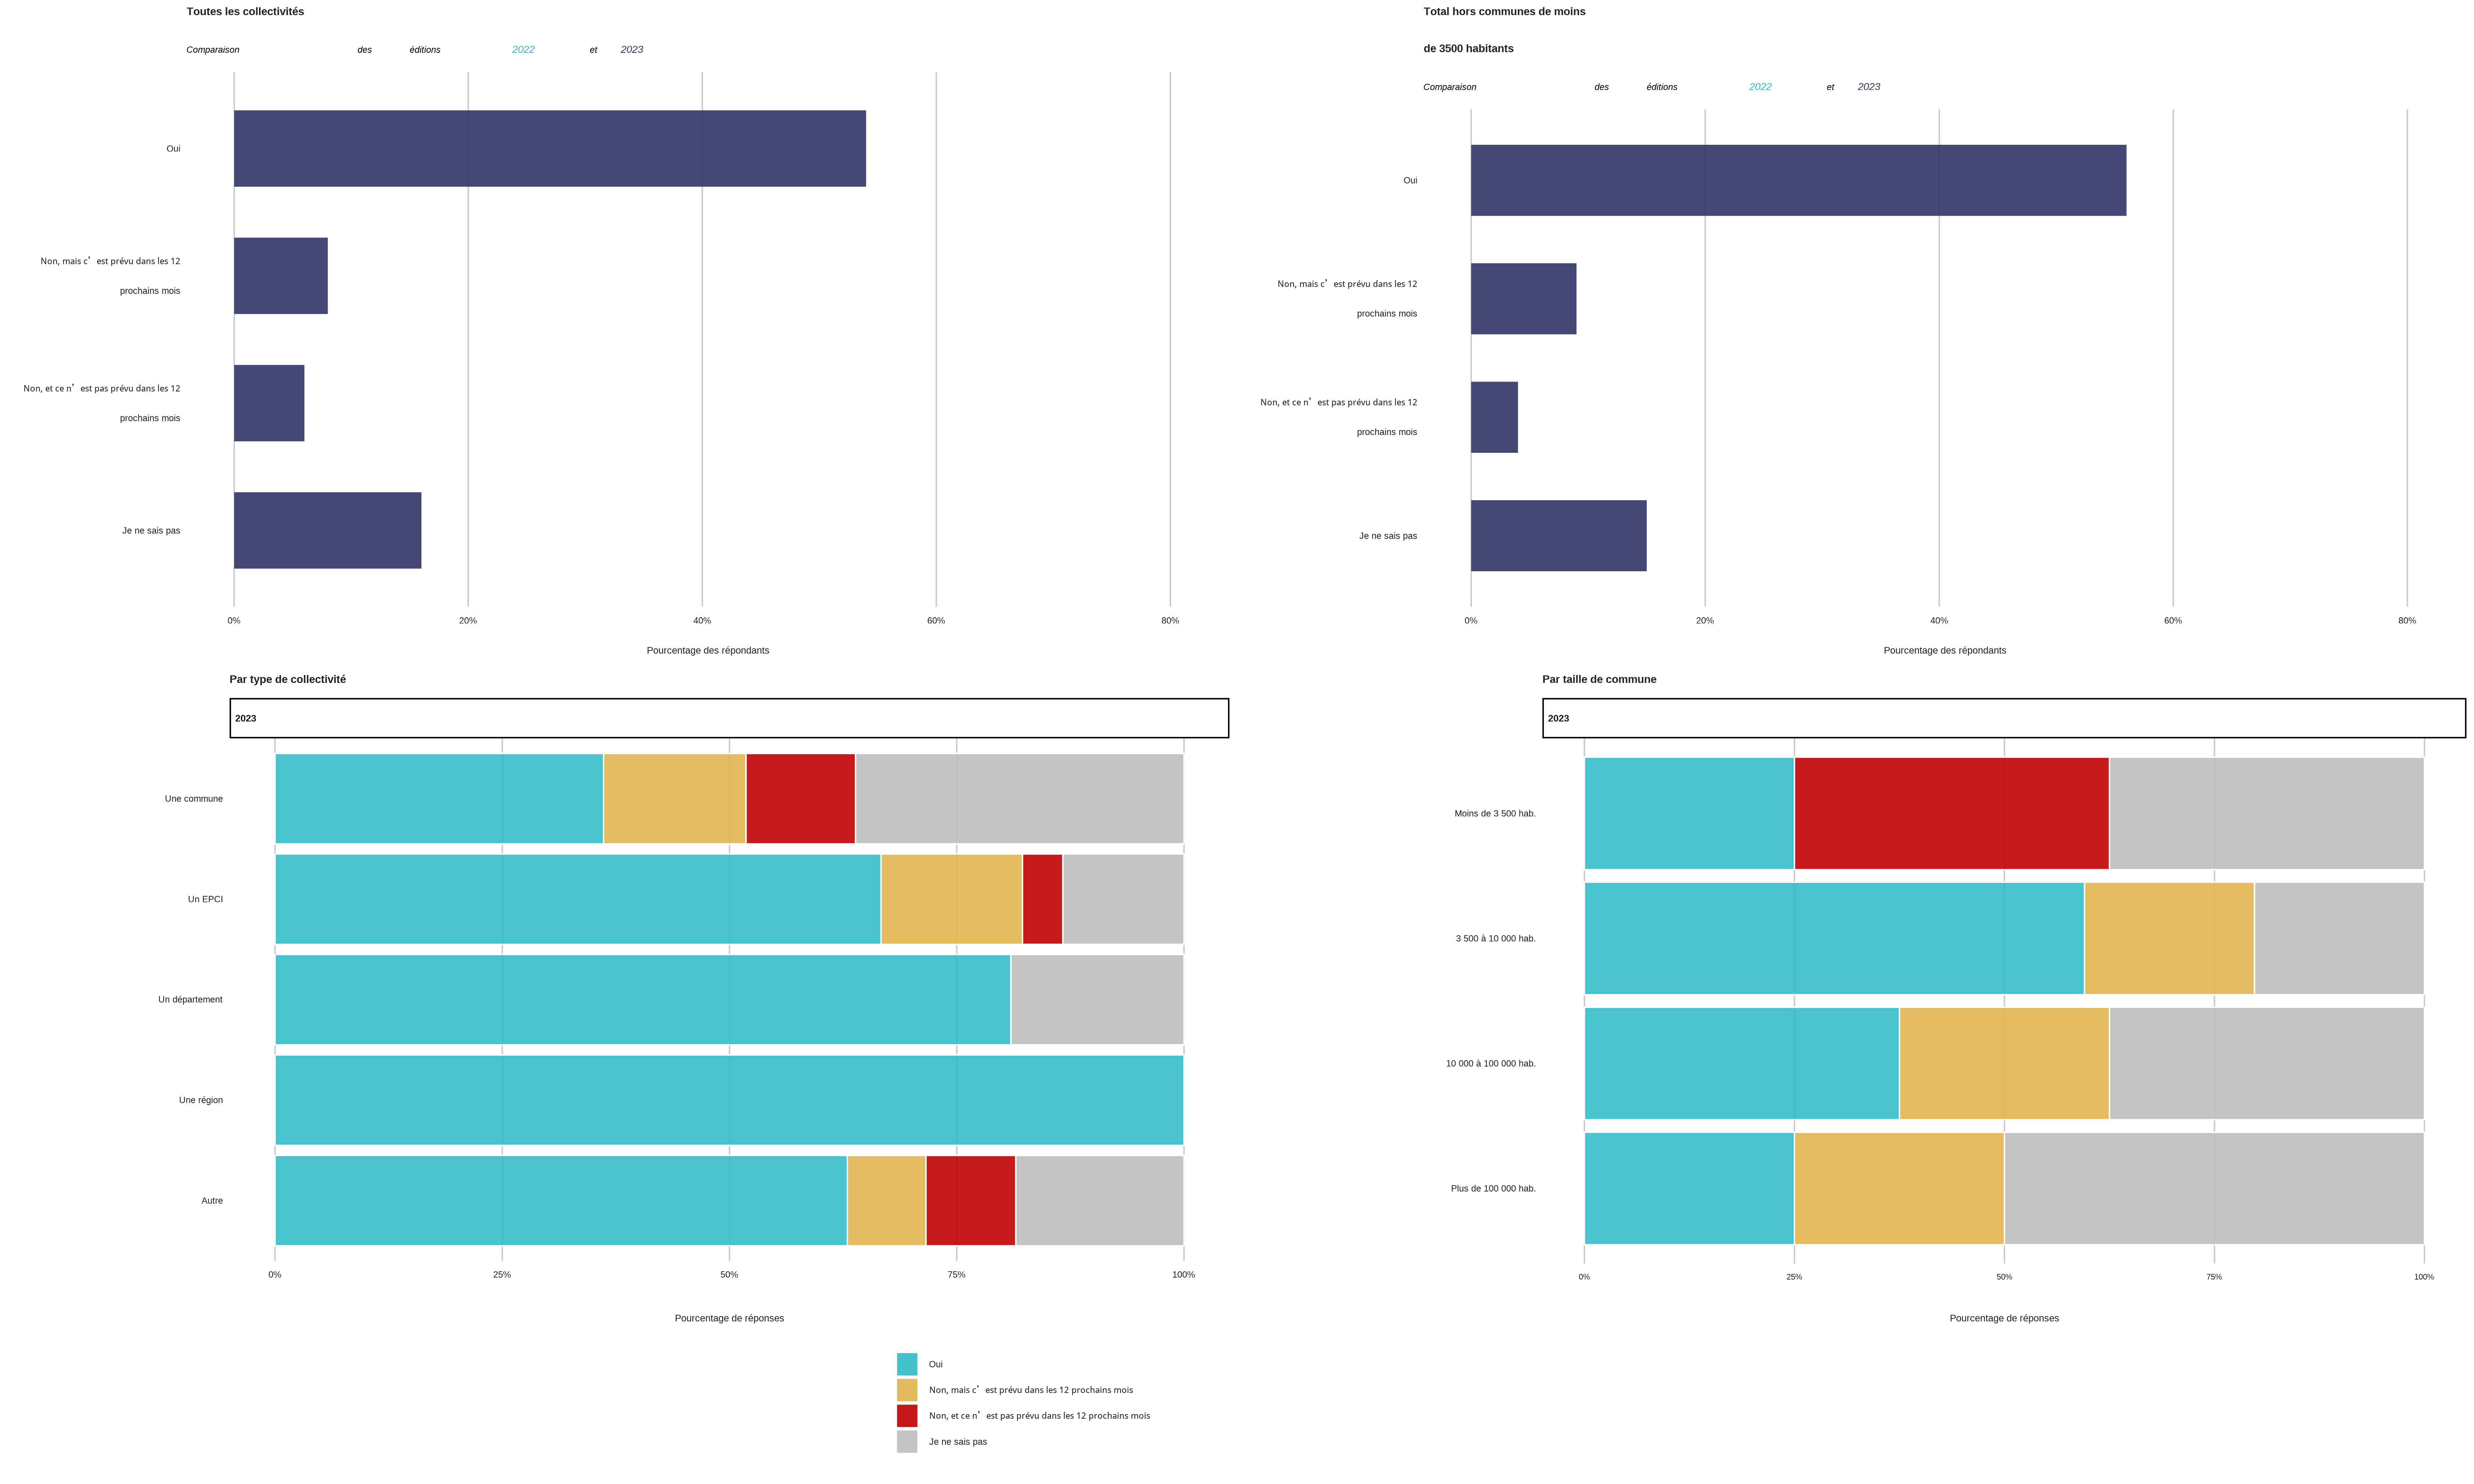 Toutes les collectivités
Comparaison des éditions 2022 et 2023
Oui
Non, mais c’est prévu dans les 12
prochains mois
Non, et ce n’est pas prévu dans les 12
prochains mois
Je ne sais pas
0% 20% 40% 60% 80%
Pourcentage des répondants
Total hors communes de moins
de 3500 habitants
Comparaison des éditions 2022 et 2023
Oui
Non, mais c’est prévu dans les 12
prochains mois
Non, et ce n’est pas prévu dans les 12
prochains mois
Je ne sais pas
0% 20% 40% 60% 80%
Pourcentage des répondants
Par type de collectivité
2023
Une commune
Un EPCI
Un département
Une région
Autre
0% 25% 50% 75% 100%
Pourcentage de réponses
Par taille de commune
2023
Moins de 3 500 hab.
3 500 à 10 000 hab.
10 000 à 100 000 hab.
Plus de 100 000 hab.
0% 25% 50% 75% 100%
Pourcentage de réponses
Oui
Non, mais c’est prévu dans les 12 prochains mois
Non, et ce n’est pas prévu dans les 12 prochains mois
Je ne sais pas